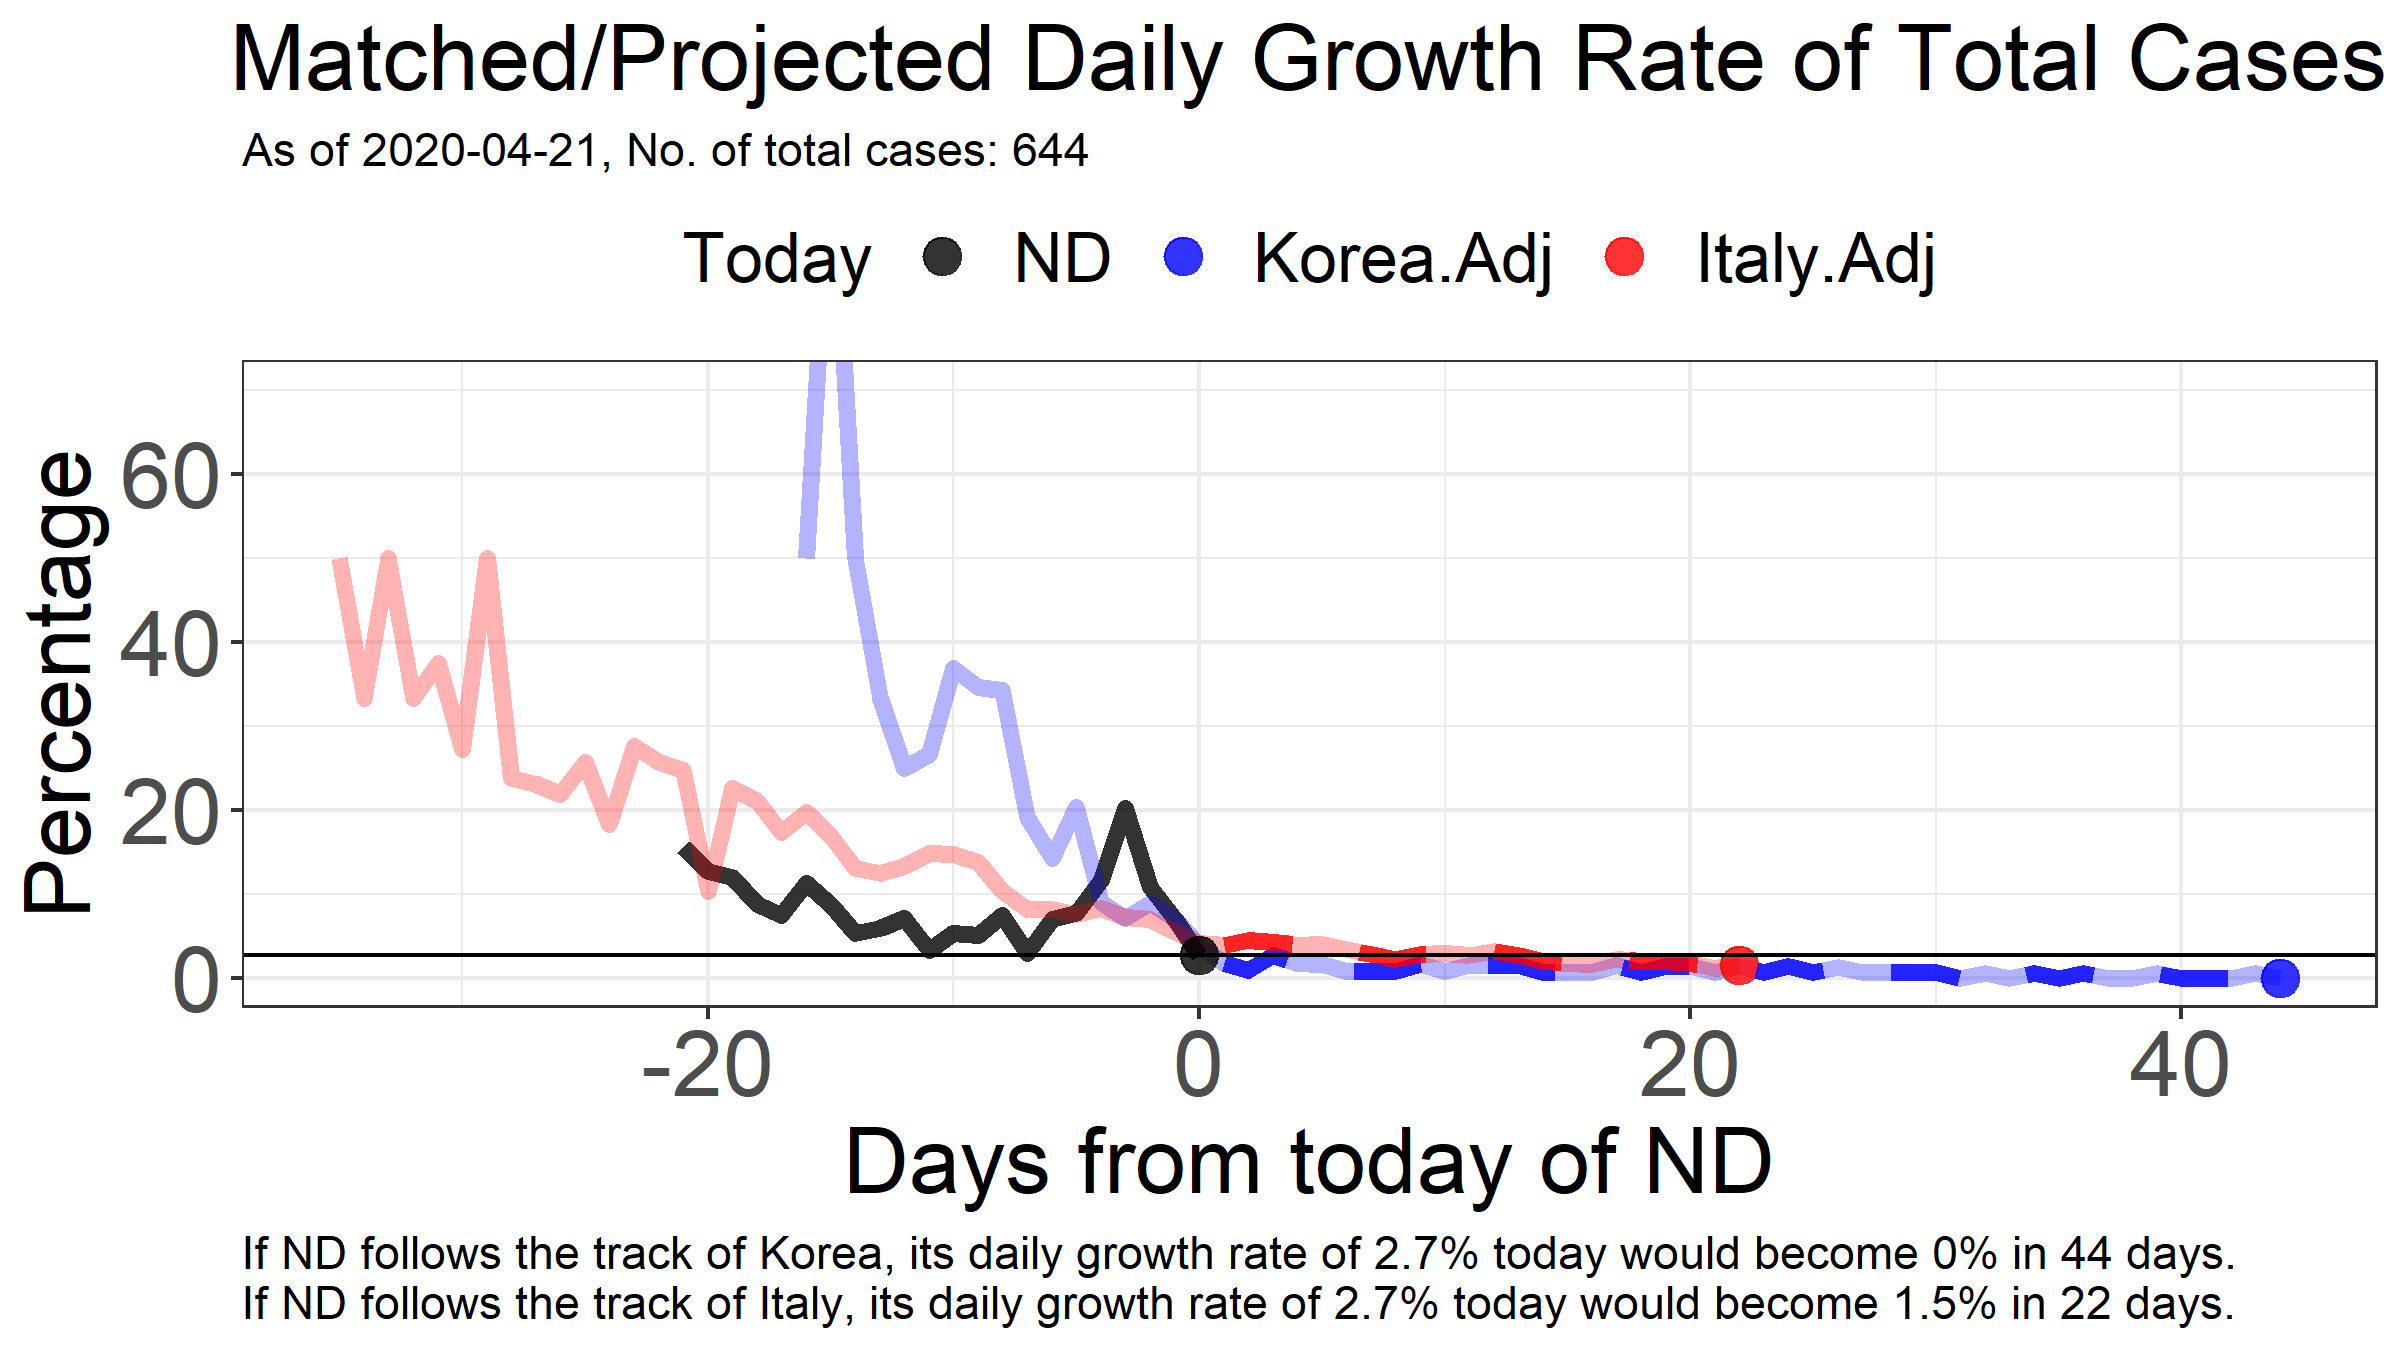 Matched/Projected Daily Growth Rate of Total Cases
As of 2020-04-21, No. of total cases: 644
Today ND Korea.Adj Italy.Adj
Percentage
60
40
20
0
-20 0 20 40
Days from today of ND
If ND follows the track of Korea, its daily growth rate of 2.7% today would become 0% in 44 days.
If ND follows the track of Italy, its daily growth rate of 2.7% today would become 1.5% in 22 days.